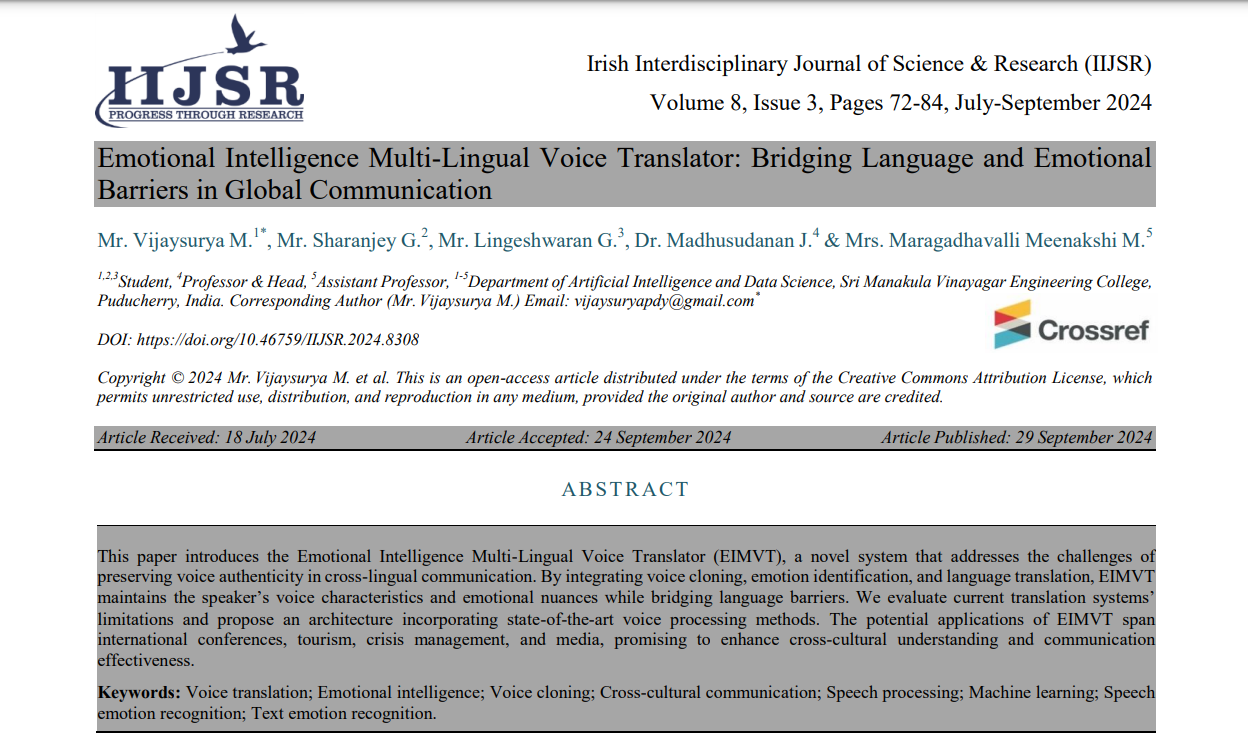 IIJSR
PROGRESS THROUGH RESEARCH
Irish Interdisciplinary Journal of Science & Research (IIJSR)
Volume 8, Issue 3, Pages 72-84, July-September 2024
Emotional Intelligence Multi-Lingual Voice Translator: Bridging Language and Emotional
Barriers in Global Communication
Mr. Vijaysurya M.1*, Mr. Sharanjey G.2, Mr. Lingeshwaran G.3, Dr. Madhusudanan J.4 & Mrs. Maragadhavalli Meenakshi M.5
1,2,3Student, 4Professor & Head, 5Assistant Professor, 1-5Department of Artificial Intelligence and Data Science, Sri Manakula Vinayagar Engineering College,
Puducherry, India. Corresponding Author (Mr. Vijaysurya M.) Email: vijaysuryapdy@gmail.com*
DOI: https://doi.org/10.46759/IIJSR.2024.8308
Crossref
Copyright © 2024 Mr. Vijaysurya M. et al. This is an open-access article distributed under the terms of the Creative Commons Attribution License, which
permits unrestricted use, distribution, and reproduction in any medium, provided the original author and source are credited.
Article Received: 18 July 2024 Article Accepted: 24 September 2024 Article Published: 29 September 2024
ABSTRACT
This paper introduces the Emotional Intelligence Multi-Lingual Voice Translator (EIMVT), a novel system that addresses the challenges of
preserving voice authenticity in cross-lingual communication. By integrating voice cloning, emotion identification, and language translation, EIMVT
maintains the speaker's voice characteristics and emotional nuances while bridging language barriers. We evaluate current translation systems'
limitations and propose an architecture incorporating state-of-the-art voice processing methods. The potential applications of EIMVT span
international conferences, tourism, crisis management, and media, promising to enhance cross-cultural understanding and communication
effectiveness.
Keywords: Voice translation; Emotional intelligence; Voice cloning; Cross-cultural communication; Speech processing; Machine learning; Speech
emotion recognition; Text emotion recognition.